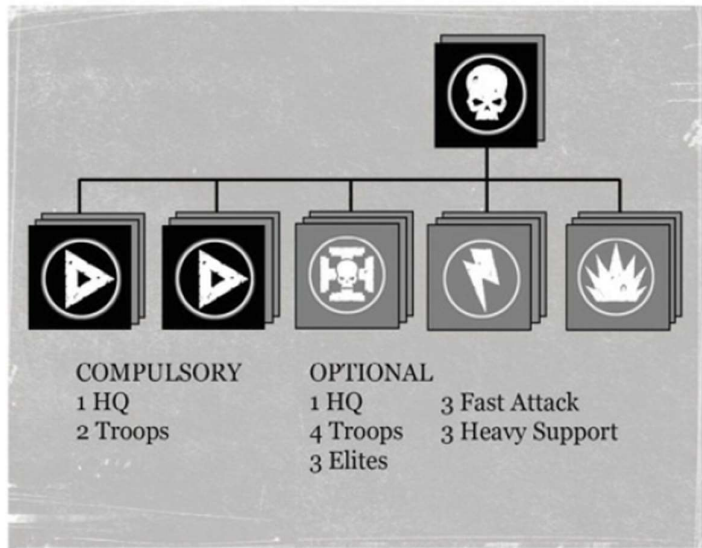 COMPULSORY
1 HQ
2 Troops
OPTIONAL
1 HQ
4 Troops
3 Elites
3 Fast Attack
3 Heavy Support